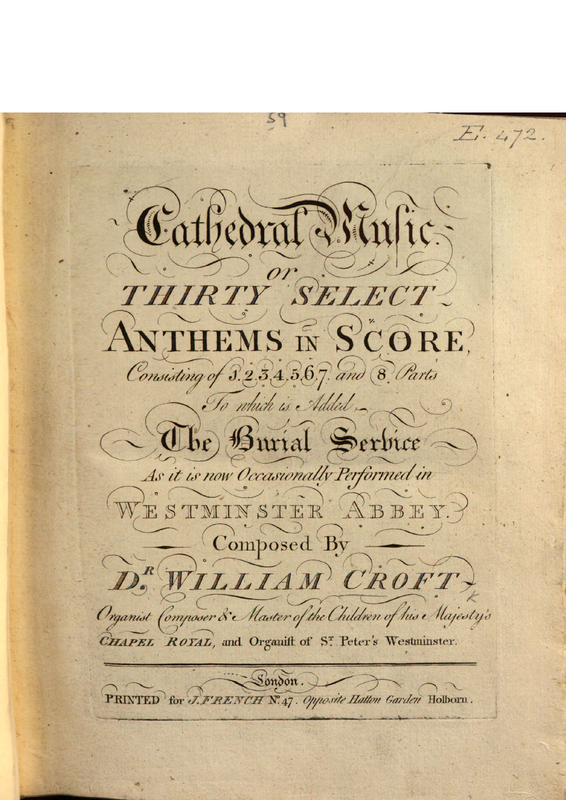 59
E. 472.
Cathedral Music.
or
THIRTY SELECT
ANTHEMS IN SCORE,
Consisting of 1. 2. 3. 4. 5. 6. 7. and 8. Parts
To which is Added
The Burial Service
As it is now Occasionally Performed in
WESTMINSTER ABBEY.
Composed By
D.R WILLIAM CROFT
Organist Composer & Master of the Children of his Majesty's
CHAPEL ROYAL, and Organiſt of ST. Peter's Westminster.
London.
PRINTED for J. FRENCH No. 47. Opposite Hatton Garden Holborn.